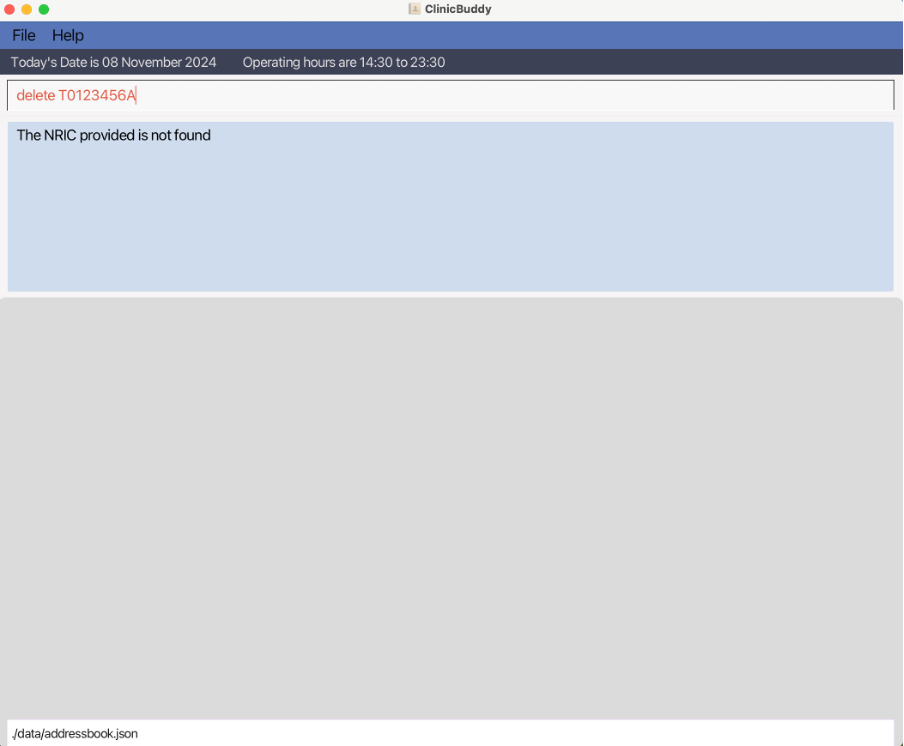 ClinicBuddy
File Help
Today's Date is 08 November 2024 Operating hours are 14:30 to 23:30
delete T0123456A
The NRIC provided is not found
./data/addressbook.json